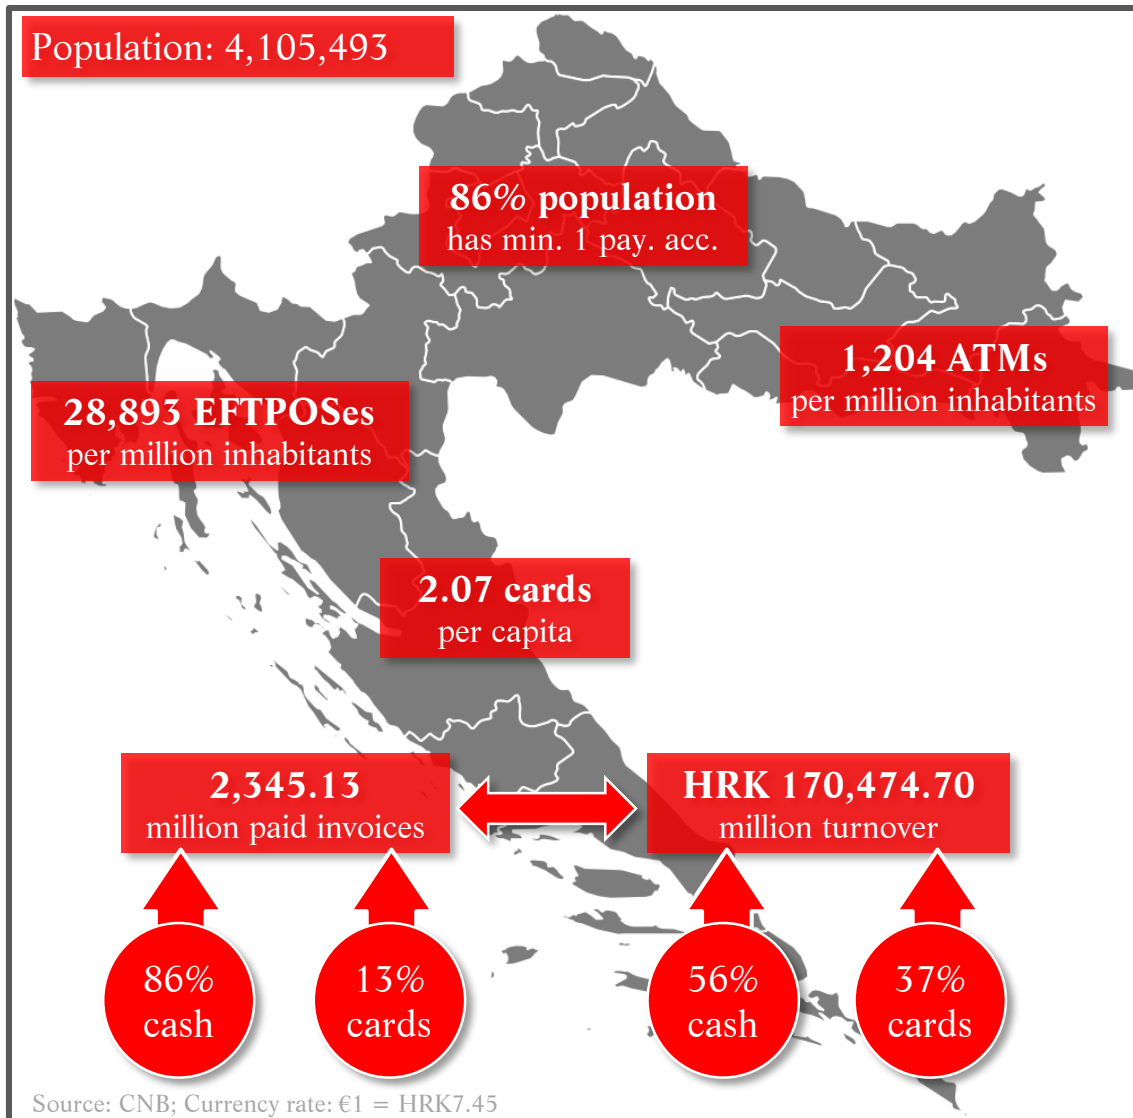 Population: 4,105,493
86% population
has min. 1 pay. acc.
1,204 ATMs
per million inhabitants
28,893 EFTPOSes
per million inhabitants
2.07 cards
per capita
2,345.13
million paid invoices
HRK 170,474.70
million turnover
86%
cash
13%
cards
56%
cash
37%
cards
Source: CNB; Currency rate: €1 = HRK7.45